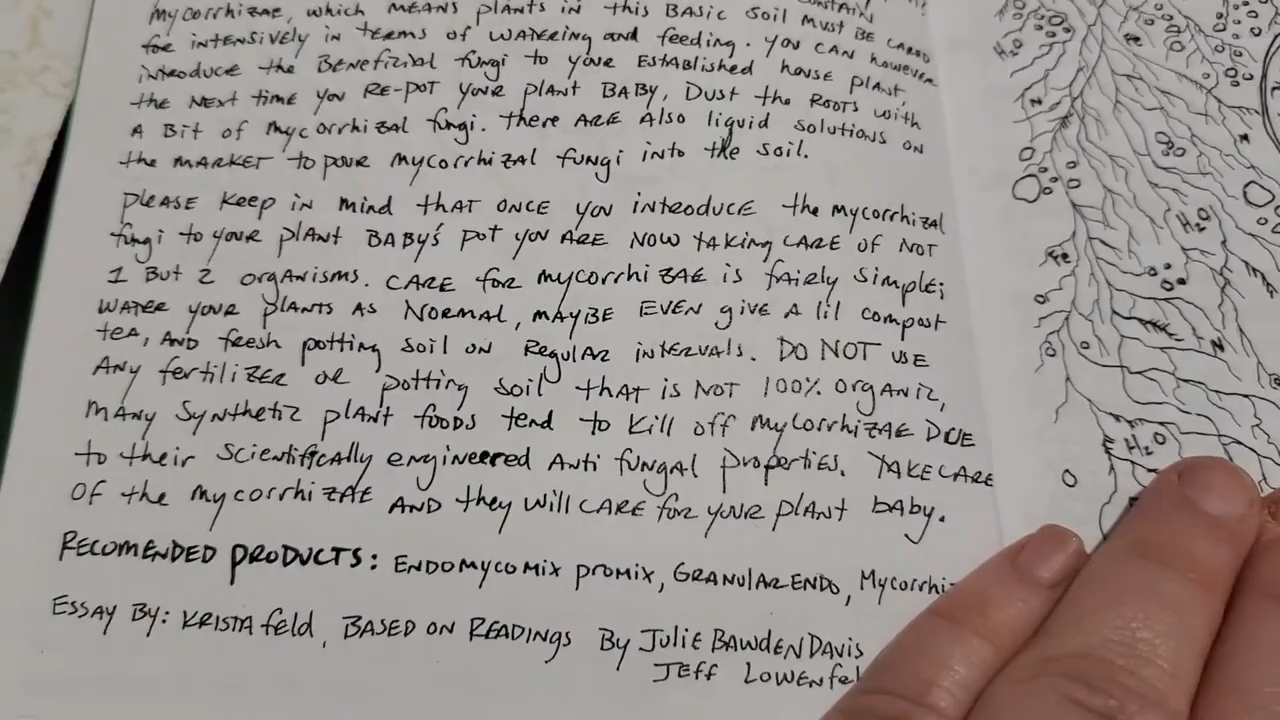 CONTAIN
mycorrhizae, which MEANS plants in this BASIC soil must BE CARED
for intensively in terms of watering and feeding. You can however
introduce the Beneficial fungi to your ESTABLISHED house plant,
the NEXT time you RE-POT your plant BABY, Dust the Roots with
A Bit of mycorrhizal fungi. There ARE Also liquid solutions on
the MARKET to pour mycorrhizal fungi into the soil.
Please Keep in mind that once you introduce the mycorrhizal
fungi to your plant BABY's pot you ARE NOW taking CARE of NOT
1 But 2 organisms. CARE for mycorrhizae is fairly simple;
WATER your plants AS NORMAL, MAYBE EVEN give A lil compost
tea, AND fresh potting soil on Regular intervals. DO NOT USE
ANY fertilizer or potting soil that is NOT 100% organic,
MANY Synthetic plant foods tend to kill off mycorrhizae DUE
to their scientifically engineered Anti fungal properties. TAKE CARE
of the mycorrhizae AND they will CARE for your plant baby.
RECOMENDED PRODUCTS: ENDOMYCOMIX promix, GRANULAR ENDO, Mycorrhi
ESSAY By: KRISTA feld, BASED ON READINGS By Julie BAWDEN DAVIS
JEFF LOWENfel
H2O
Fe
N
N
H2O
Fe
N
H2O